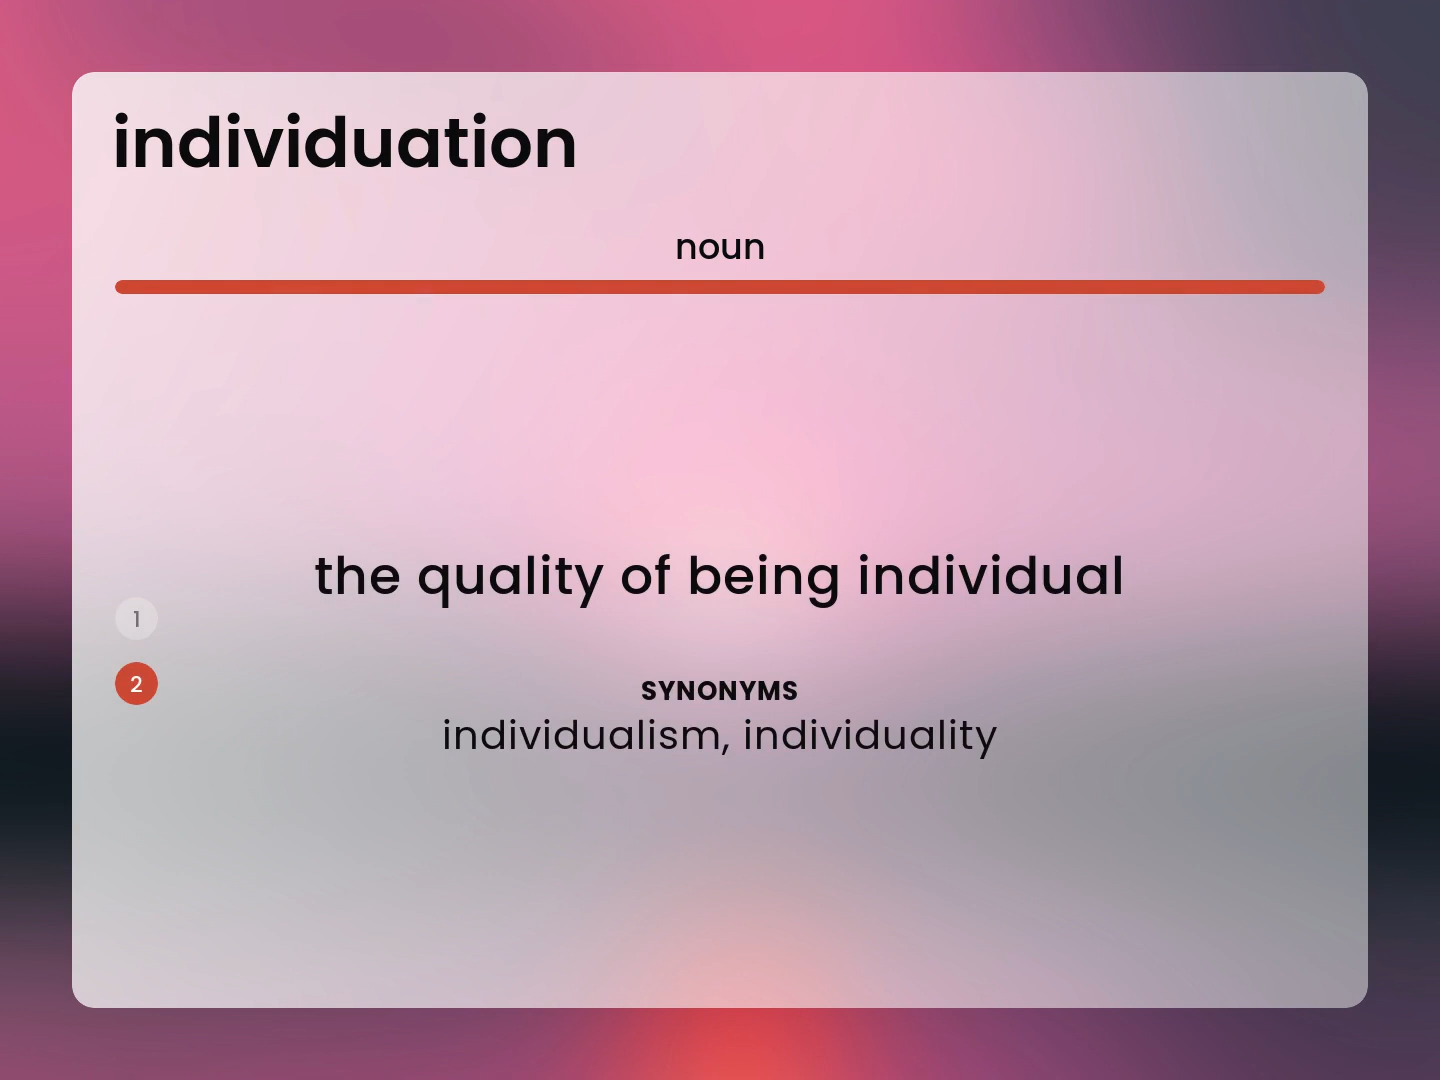 individuation
noun
the quality of being individual
1
2
SYNONYMS
individualism, individuality